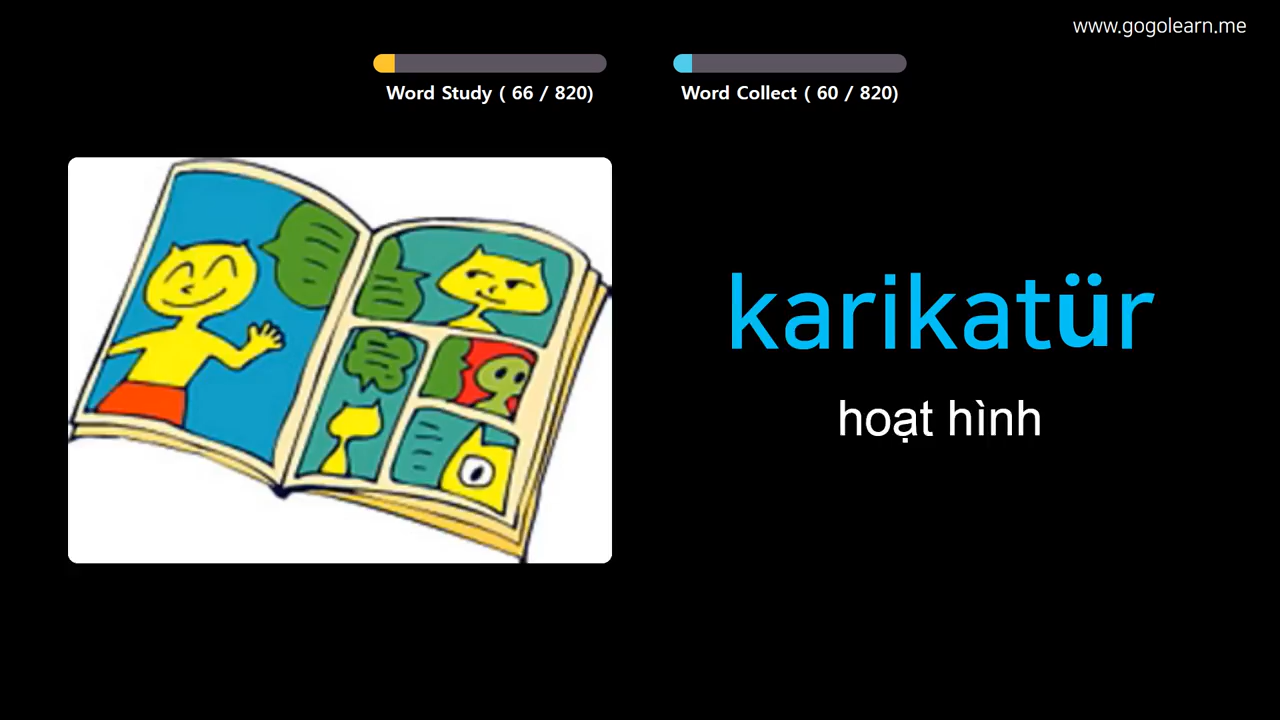 www.gogolearn.me
Word Study ( 66 / 820)
Word Collect ( 60 / 820)
karikatür
hoạt hình